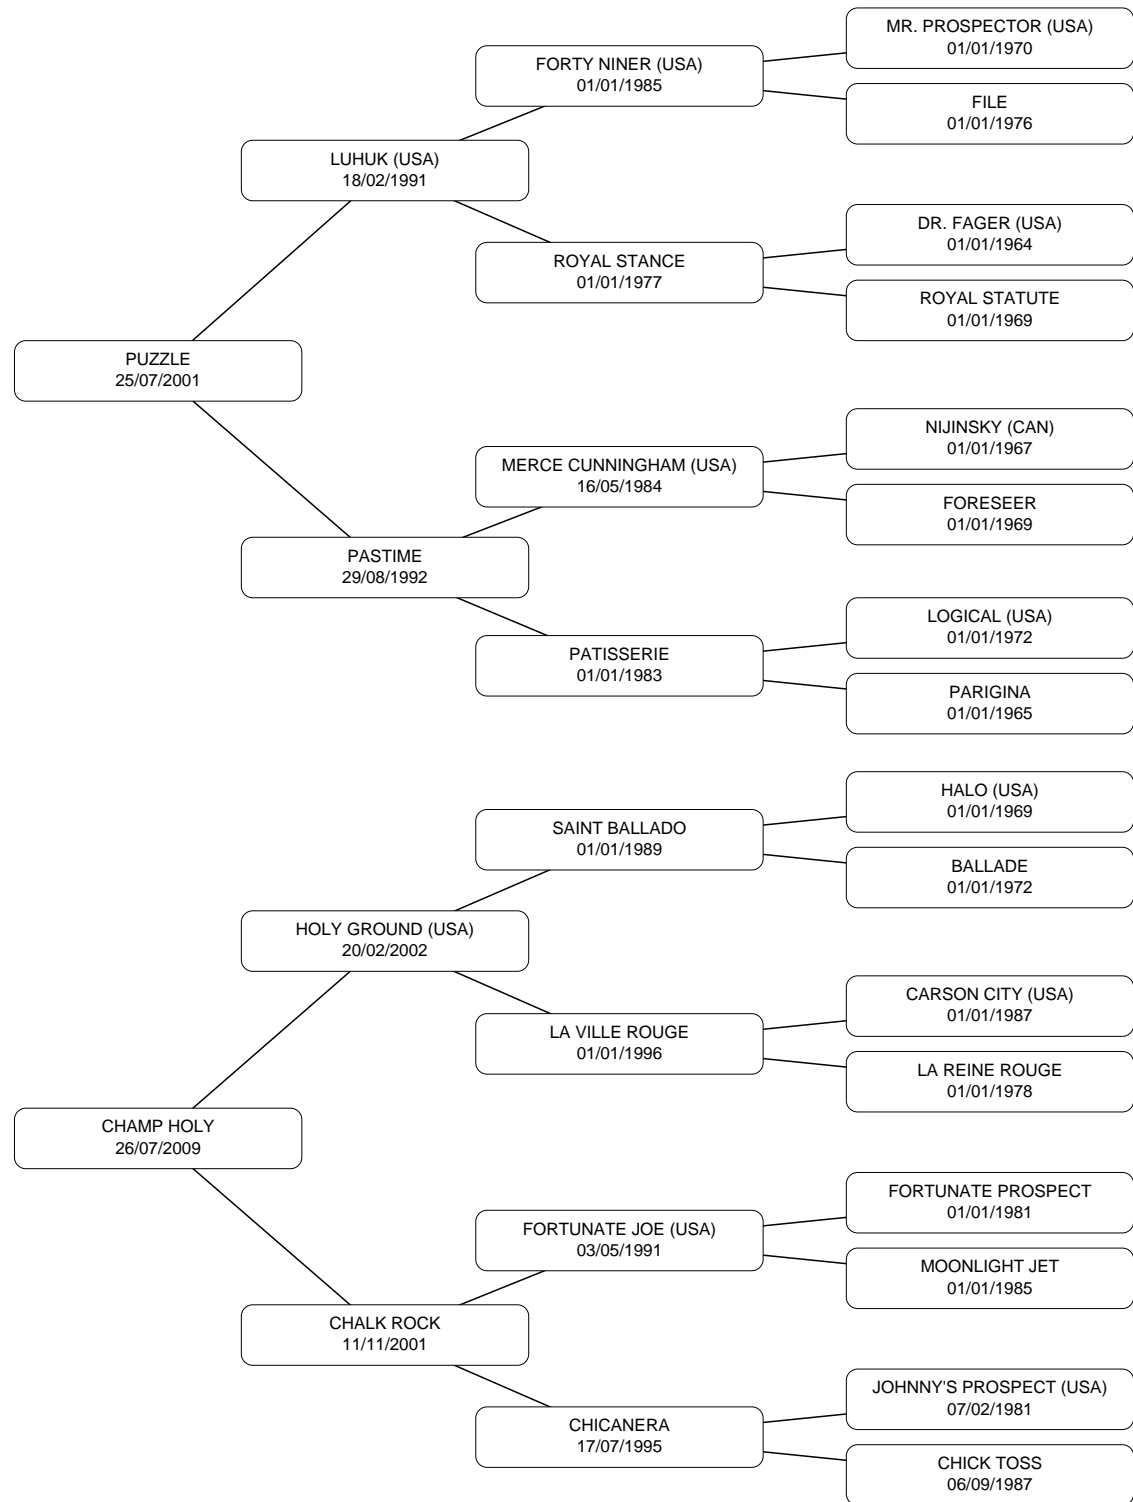 MR. PROSPECTOR (USA)
01/01/1970
FORTY NINER (USA)
01/01/1985
FILE
01/01/1976
LUHUK (USA)
18/02/1991
DR. FAGER (USA)
01/01/1964
ROYAL STANCE
01/01/1977
ROYAL STATUTE
01/01/1969
PUZZLE
25/07/2001
NIJINSKY (CAN)
01/01/1967
MERCE CUNNINGHAM (USA)
16/05/1984
FORESEER
01/01/1969
PASTIME
29/08/1992
LOGICAL (USA)
01/01/1972
PATISSERIE
01/01/1983
PARIGINA
01/01/1965
HALO (USA)
01/01/1969
SAINT BALLADO
01/01/1989
BALLADE
01/01/1972
HOLY GROUND (USA)
20/02/2002
CARSON CITY (USA)
01/01/1987
LA VILLE ROUGE
01/01/1996
LA REINE ROUGE
01/01/1978
CHAMP HOLY
26/07/2009
FORTUNATE PROSPECT
01/01/1981
FORTUNATE JOE (USA)
03/05/1991
MOONLIGHT JET
01/01/1985
CHALK ROCK
11/11/2001
JOHNNY'S PROSPECT (USA)
07/02/1981
CHICANERA
17/07/1995
CHICK TOSS
06/09/1987